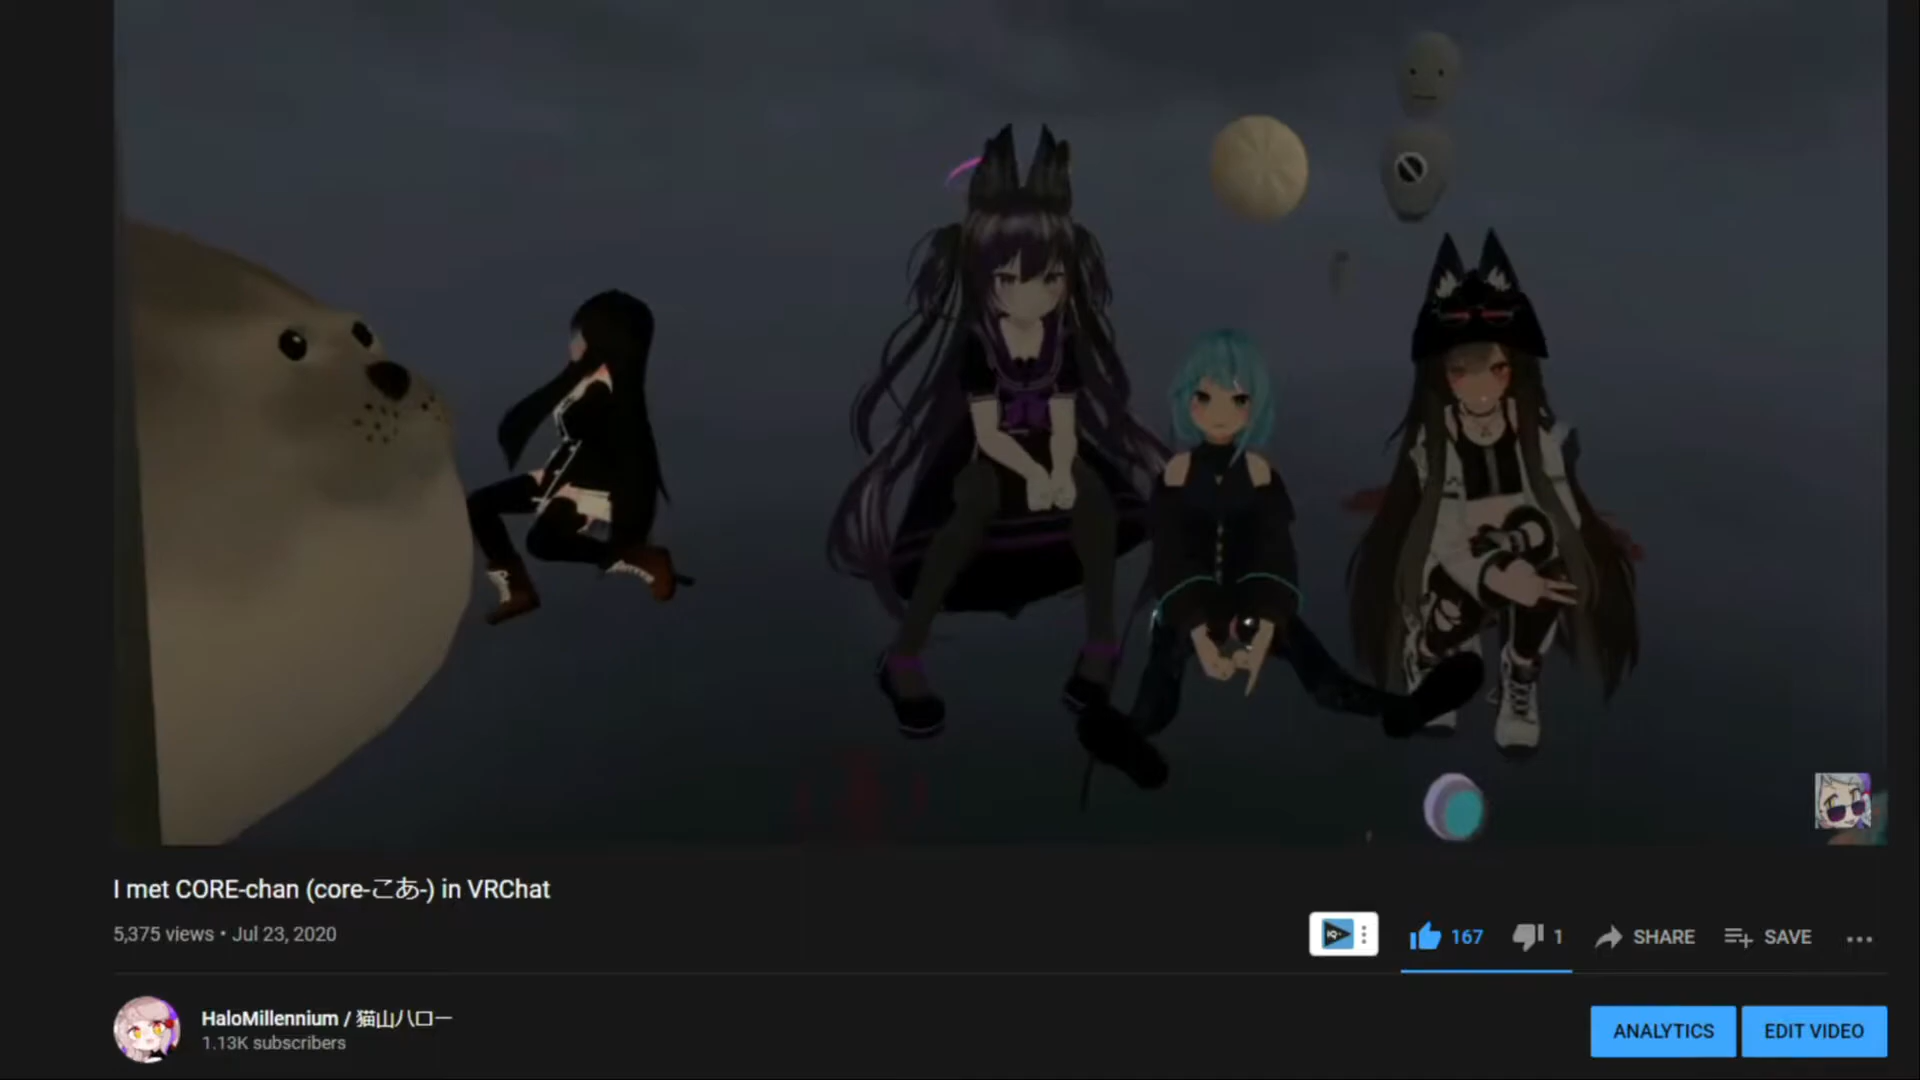 I met CORE-chan (core-こあ-) in VRChat
5,375 views • Jul 23, 2020
IQ
167
1
SHARE
SAVE
HaloMillennium / 猫山ハロー
1.13K subscribers
ANALYTICS
EDIT VIDEO